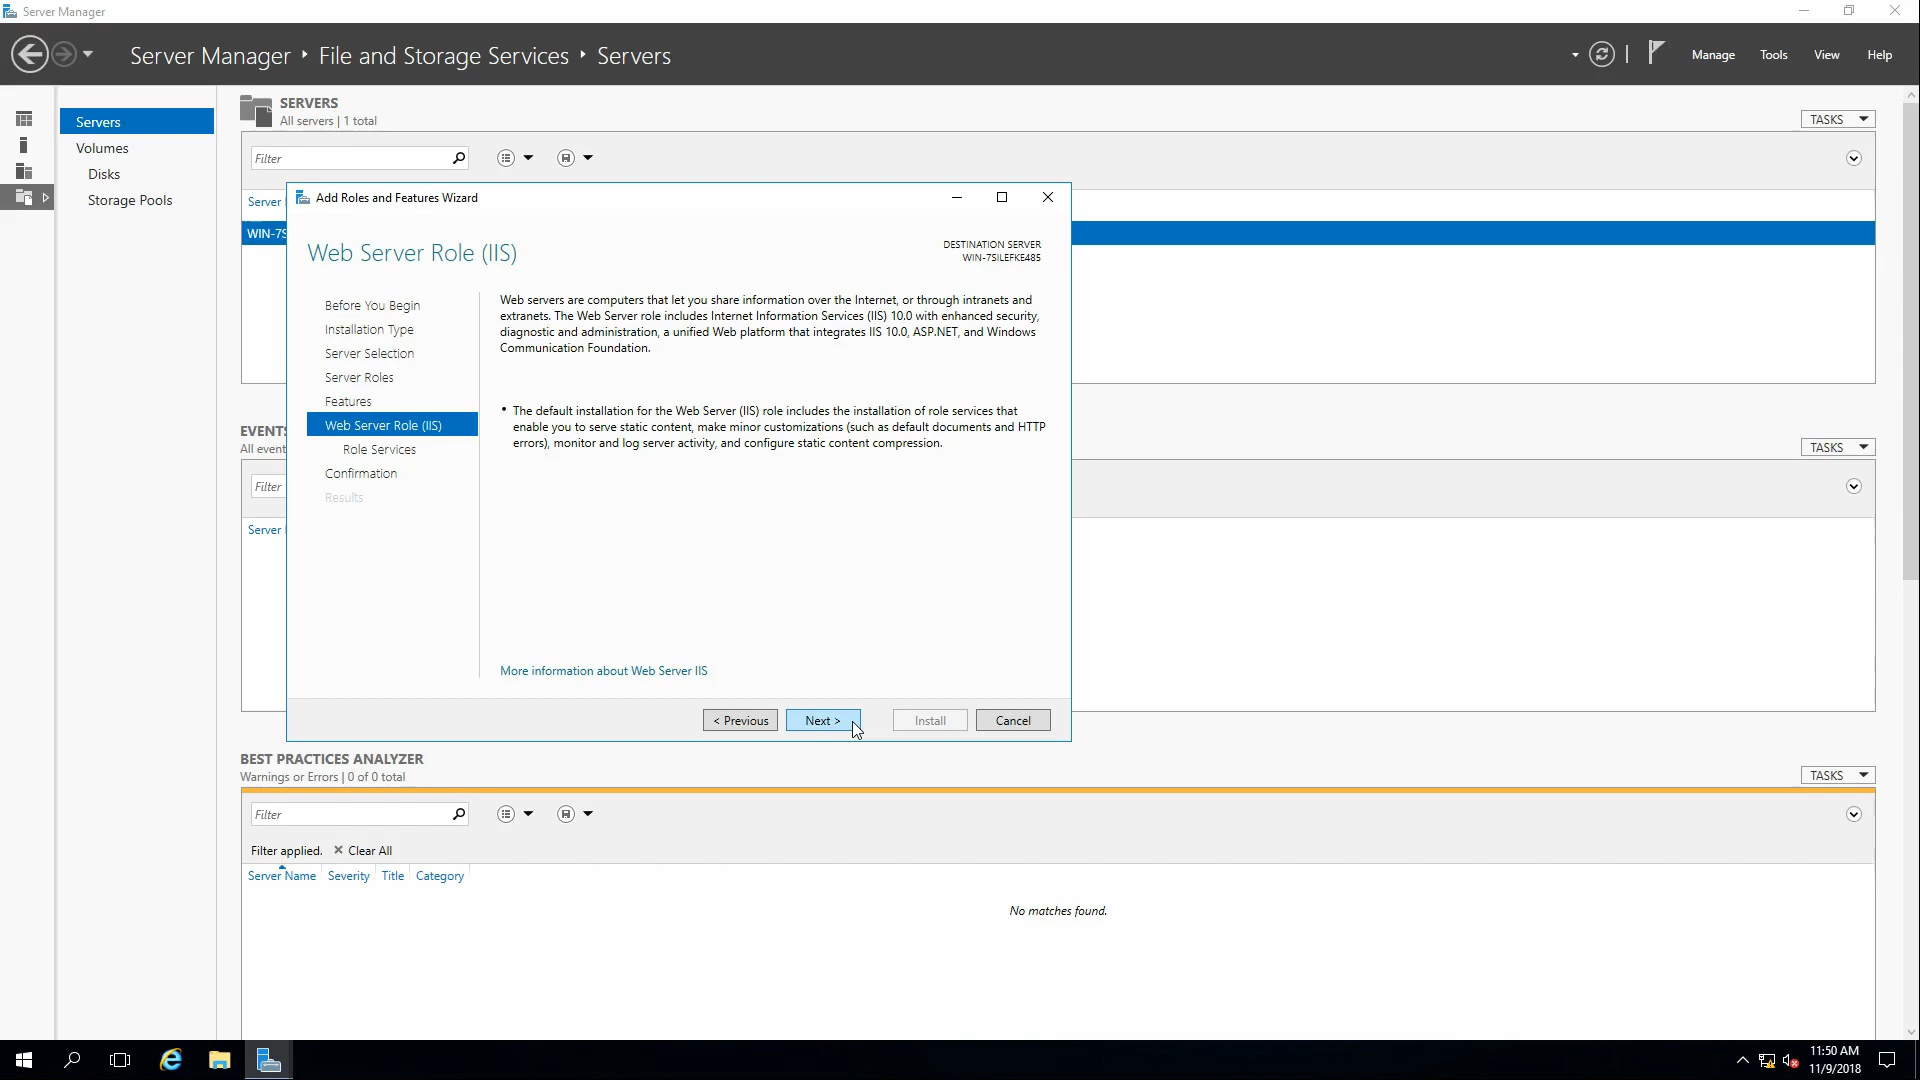 Server Manager
Server Manager ‣ File and Storage Services ‣ Servers
Manage
Tools
View
Help
Servers
Volumes
Disks
Storage Pools
SERVERS
All servers | 1 total
TASKS
Filter
Server
WIN-7S
Add Roles and Features Wizard
Web Server Role (IIS)
DESTINATION SERVER
WIN-7SILEFKE485
Before You Begin
Installation Type
Server Selection
Server Roles
Features
Web Server Role (IIS)
Role Services
Confirmation
Results
Web servers are computers that let you share information over the Internet, or through intranets and
extranets. The Web Server role includes Internet Information Services (IIS) 10.0 with enhanced security,
diagnostic and administration, a unified Web platform that integrates IIS 10.0, ASP.NET, and Windows
Communication Foundation.
• The default installation for the Web Server (IIS) role includes the installation of role services that
enable you to serve static content, make minor customizations (such as default documents and HTTP
errors), monitor and log server activity, and configure static content compression.
More information about Web Server IIS
< Previous
Next >
Install
Cancel
EVENTS
All event
TASKS
Filter
Server
BEST PRACTICES ANALYZER
Warnings or Errors | 0 of 0 total
TASKS
Filter
Filter applied.
Clear All
Server Name
Severity
Title
Category
No matches found.
11:50 AM
11/9/2018